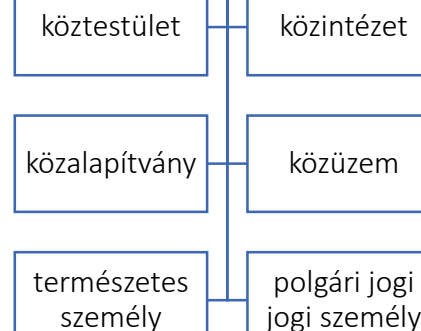 köztestület
közintézet
közalapítvány
közüzem
természetes
személy
polgári jogi
jogi személy